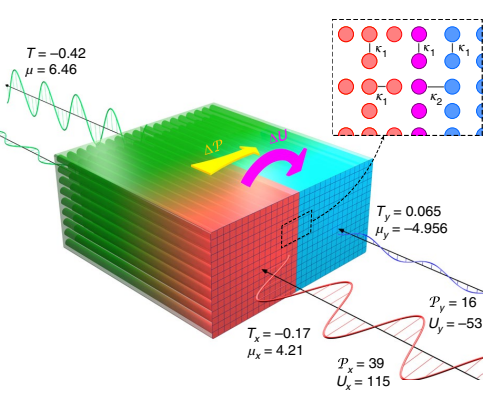 κ₁ κ₁ κ₁
κ₁ κ₂
T = −0.42
μ = 6.46
Δ𝒫 ΔU
T_y = 0.065
μ_y = −4.956
𝒫_y = 16
U_y = −53
T_x = −0.17
μ_x = 4.21
𝒫_x = 39
U_x = 115